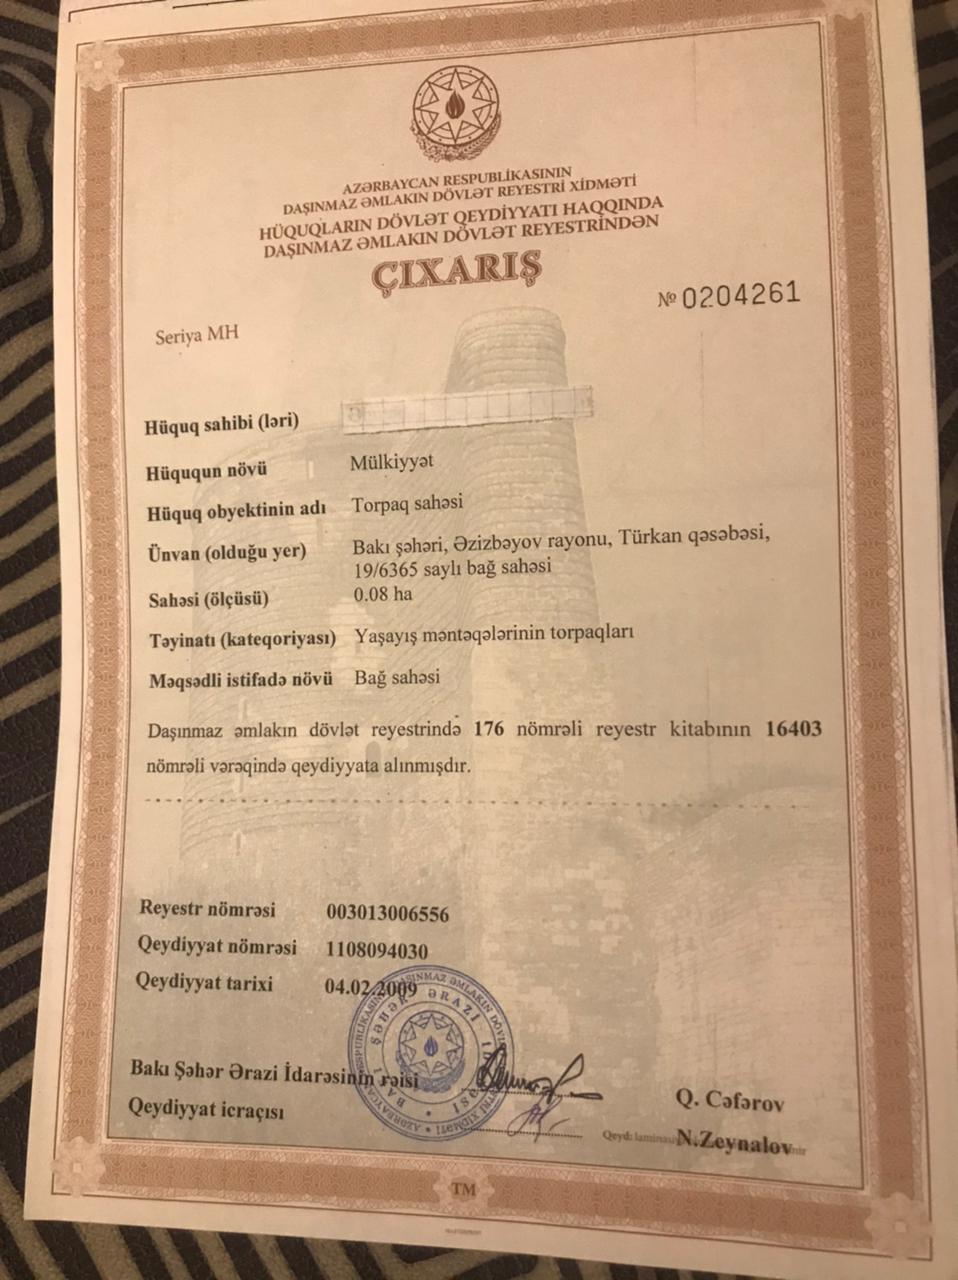 AZƏRBAYCAN RESPUBLİKASININ
DAŞINMAZ ƏMLAKIN DÖVLƏT REYESTRİ XİDMƏTİ
HÜQUQLARIN DÖVLƏT QEYDİYYATI HAQQINDA
DAŞINMAZ ƏMLAKIN DÖVLƏT REYESTRİNDƏN
ÇIXARIŞ
№ 0204261
Seriya MH
Hüquq sahibi (ləri)
Hüququn növü Mülkiyyət
Hüquq obyektinin adı Torpaq sahəsi
Ünvan (olduğu yer) Bakı şəhəri, Əzizbəyov rayonu, Türkan qəsəbəsi,
19/6365 saylı bağ sahəsi
Sahəsi (ölçüsü) 0.08 ha
Təyinatı (kateqoriyası) Yaşayış məntəqələrinin torpaqları
Məqsədli istifadə növü Bağ sahəsi
Daşınmaz əmlakın dövlət reyestrində 176 nömrəli reyestr kitabının 16403
nömrəli vərəqində qeydiyyata alınmışdır.
Reyestr nömrəsi 003013006556
Qeydiyyat nömrəsi 1108094030
Qeydiyyat tarixi 04.02.2009
Bakı Şəhər Ərazi İdarəsinin rəisi Q. Cəfərov
Qeydiyyat icraçısı N.Zeynalov
Qeyd:
TM